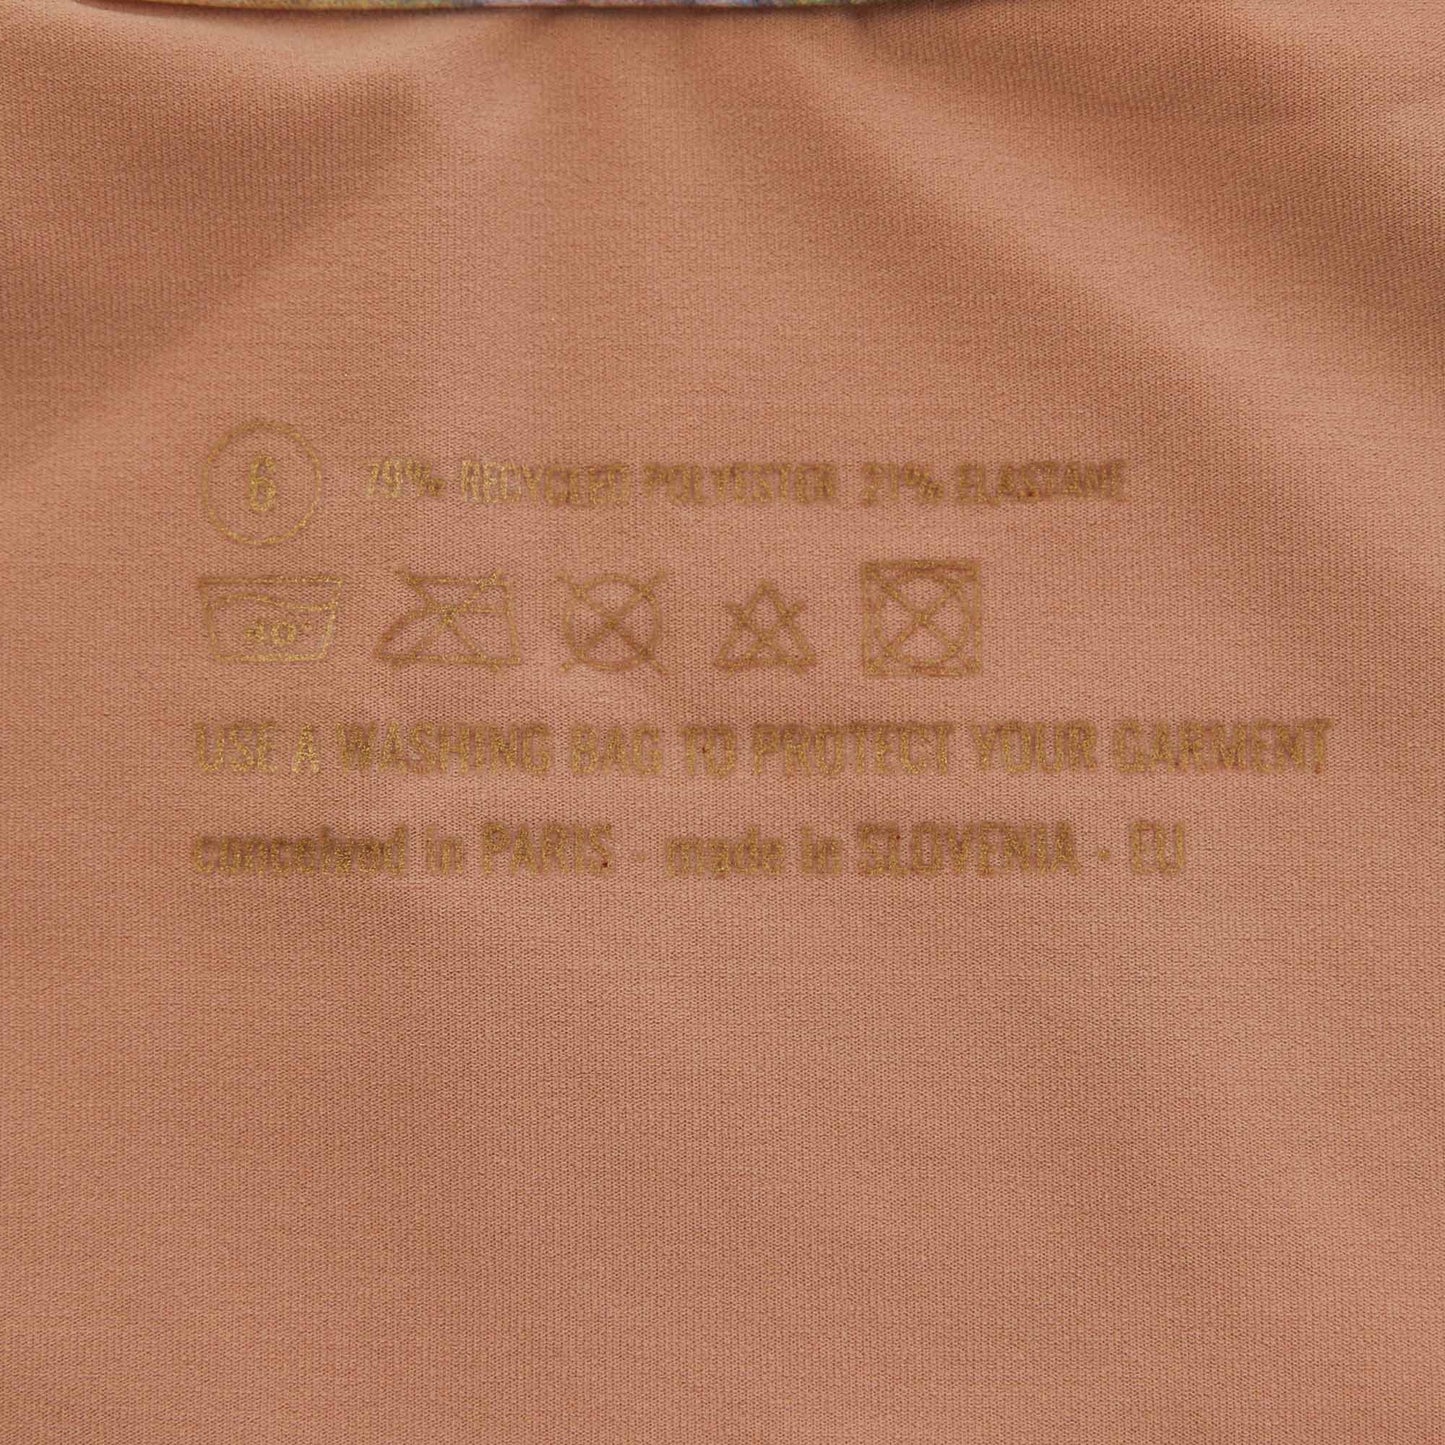 6 79% RECYCLED POLYESTER 21% ELASTANE
40°
USE A WASHING BAG TO PROTECT YOUR GARMENT
conceived in PARIS - made in SLOVENIA - EU